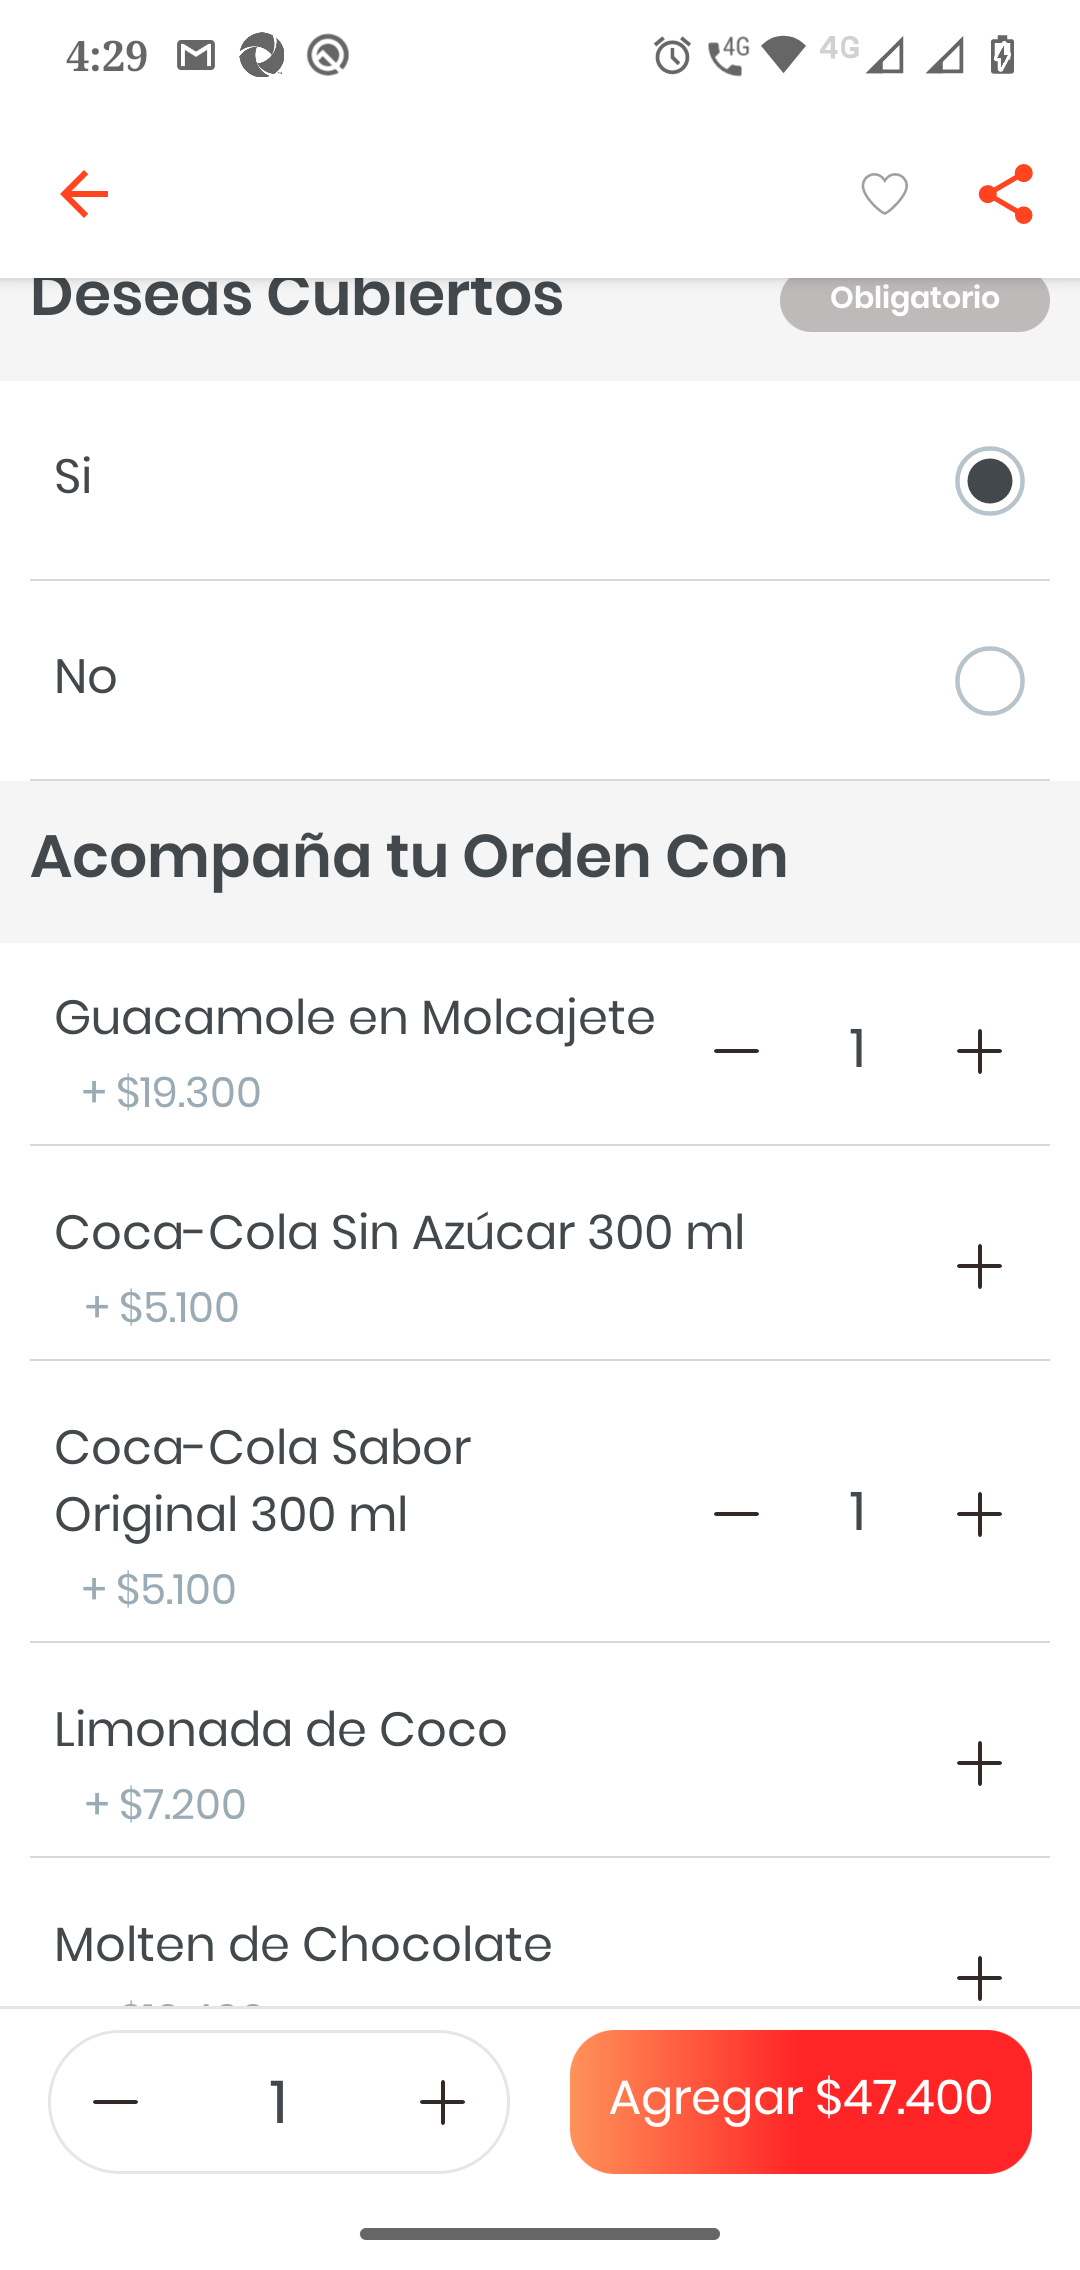 4:29
4G
4G
Deseas Cubiertos
Obligatorio
Si
No
Acompaña tu Orden Con
Guacamole en Molcajete
1
+ $19.300
Coca-Cola Sin Azúcar 300 ml
+ $5.100
Coca-Cola Sabor
Original 300 ml
1
+ $5.100
Limonada de Coco
+ $7.200
Molten de Chocolate
1
Agregar $47.400